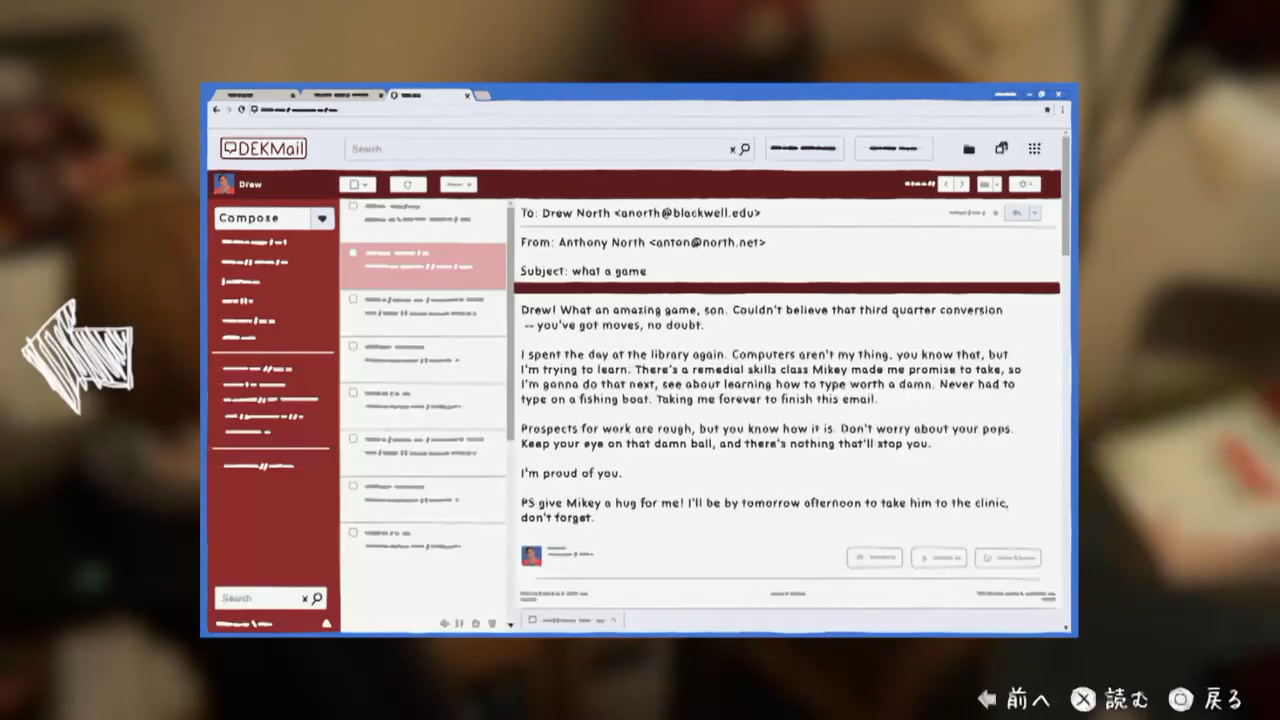 DEKMail
Search
Drew
Compose
To: Drew North <anorth@blackwell.edu>
From: Anthony North <anton@north.net>
Subject: what a game
Drew! What an amazing game, son. Couldn't believe that third quarter conversion
-- you've got moves, no doubt.
I spent the day at the library again. Computers aren't my thing, you know that, but
I'm trying to learn. There's a remedial skills class Mikey made me promise to take, so
I'm gonna do that next, see about learning how to type worth a damn. Never had to
type on a fishing boat. Taking me forever to finish this email.
Prospects for work are rough, but you know how it is. Don't worry about your pops.
Keep your eye on that damn ball, and there's nothing that'll stop you.
I'm proud of you.
PS give Mikey a hug for me! I'll be by tomorrow afternoon to take him to the clinic,
don't forget.
Search
前へ 読む 戻る